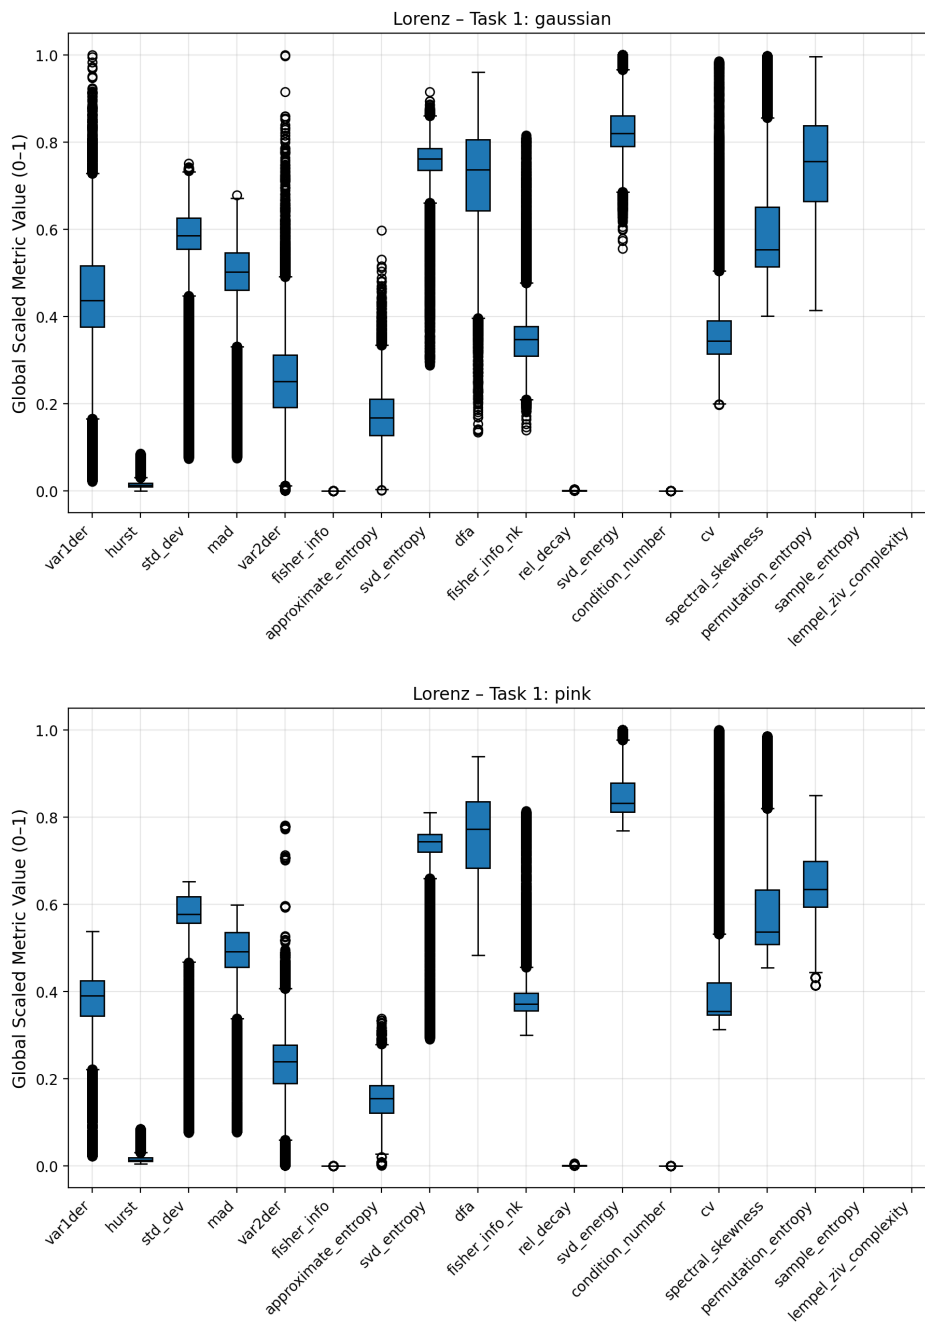 Lorenz – Task 1: gaussian
Global Scaled Metric Value (0–1)
1.0
0.8
0.6
0.4
0.2
0.0
var1der
hurst
std_dev
mad
var2der
fisher_info
approximate_entropy
svd_entropy
dfa
fisher_info_nk
rel_decay
svd_energy
condition_number
cv
spectral_skewness
permutation_entropy
sample_entropy
lempel_ziv_complexity
Lorenz – Task 1: pink
Global Scaled Metric Value (0–1)
1.0
0.8
0.6
0.4
0.2
0.0
var1der
hurst
std_dev
mad
var2der
fisher_info
approximate_entropy
svd_entropy
dfa
fisher_info_nk
rel_decay
svd_energy
condition_number
cv
spectral_skewness
permutation_entropy
sample_entropy
lempel_ziv_complexity